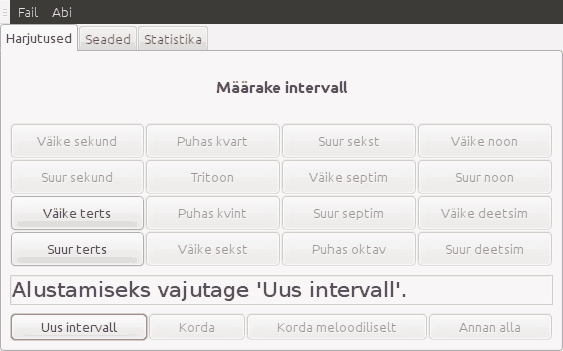 Fail Abi
Harjutused Seaded Statistika
Määrake intervall
Väike sekund Puhas kvart Suur sekst Väike noon
Suur sekund Tritoon Väike septim Suur noon
Väike terts Puhas kvint Suur septim Väike deetsim
Suur terts Väike sekst Puhas oktav Suur deetsim
Alustamiseks vajutage 'Uus intervall'.
Uus intervall Korda Korda meloodiliselt Annan alla